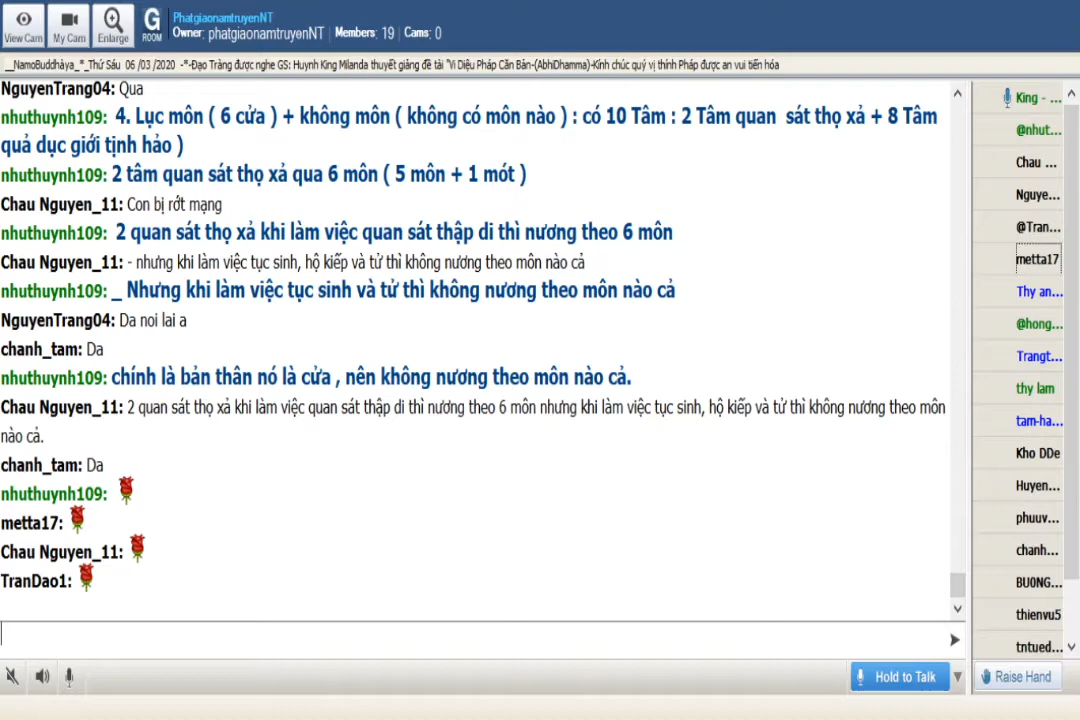 View Cam
My Cam
Enlarge
G
ROOM
PhatgiaonamtruyenNT
Owner: phatgiaonamtruyenNT Members: 19 Cams: 0
__NamoBuddhàya_*_Thứ Sáu 06 /03 /2020 -*-Đạo Tràng được nghe GS: Huynh King Milanda thuyết giảng đề tài "Vi Diệu Pháp Căn Bản-(AbhiDhamma)-Kính chúc quý vị thính Pháp được an vui tiến hóa
NguyenTrang04: Qua
nhuthuynh109: 4. Lục môn ( 6 cửa ) + không môn ( không có môn nào ) : có 10 Tâm : 2 Tâm quan sát thọ xả + 8 Tâm
quả dục giới tịnh hảo )
nhuthuynh109: 2 tâm quan sát thọ xả qua 6 môn ( 5 môn + 1 mót )
Chau Nguyen_11: Con bị rớt mạng
nhuthuynh109: 2 quan sát thọ xả khi làm việc quan sát thập di thì nương theo 6 môn
Chau Nguyen_11: - nhưng khi làm việc tục sinh, hộ kiếp và tử thì không nương theo môn nào cả
nhuthuynh109: _ Nhưng khi làm việc tục sinh và tử thì không nương theo môn nào cả
NguyenTrang04: Da noi lai a
chanh_tam: Da
nhuthuynh109: chính là bản thân nó là cửa , nên không nương theo môn nào cả.
Chau Nguyen_11: 2 quan sát thọ xả khi làm việc quan sát thập di thì nương theo 6 môn nhưng khi làm việc tục sinh, hộ kiếp và tử thì không nương theo môn
nào cả.
chanh_tam: Da
nhuthuynh109:
metta17:
Chau Nguyen_11:
TranDao1:
King - ...
@nhut...
Chau ...
Nguye...
@Tran...
metta17
Thy an...
@hong...
Trangt...
thy lam
tam-ha...
Kho DDe
Huyen...
phuuv...
chanh...
BU0NG...
thienvu5
tntued...
Hold to Talk
Raise Hand